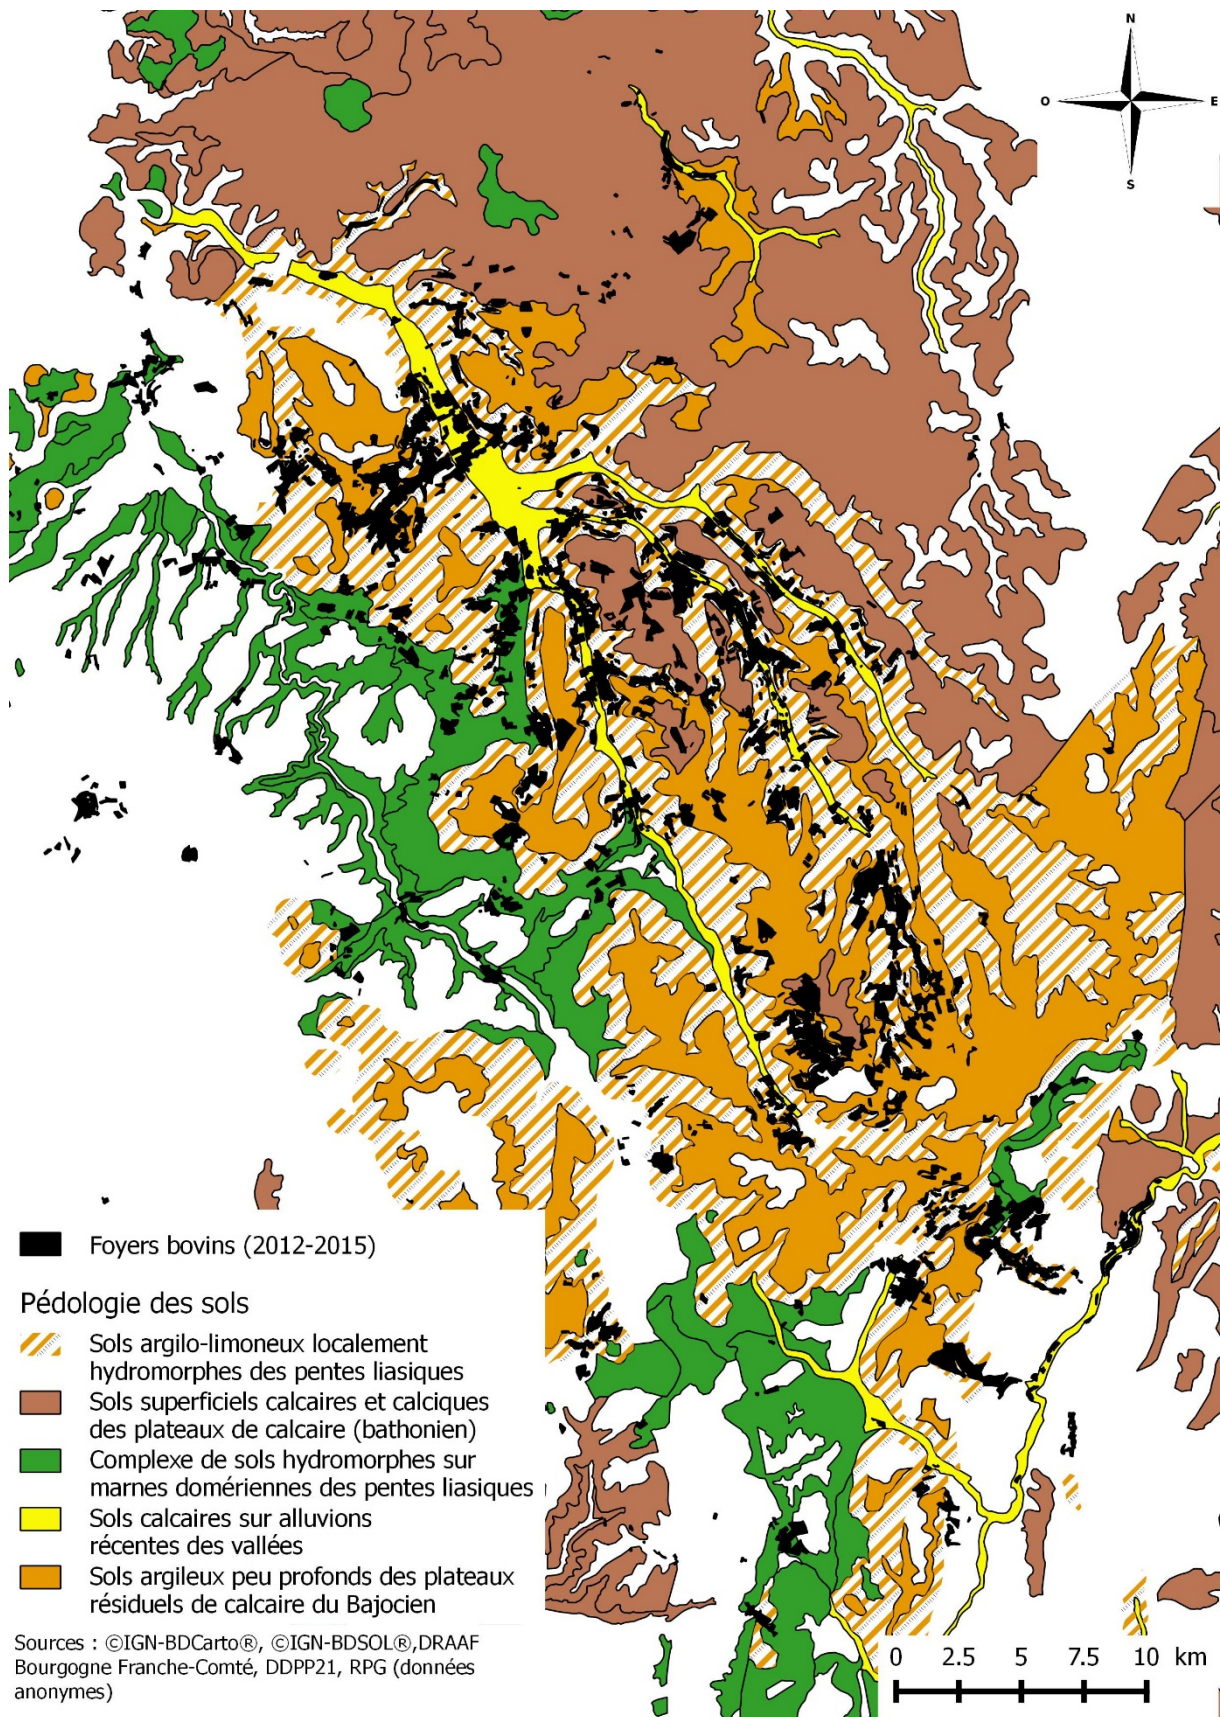 N
O
E
S
Foyers bovins (2012-2015)
Pédologie des sols
Sols argilo-limoneux localement
hydromorphes des pentes liasiques
Sols superficiels calcaires et calciques
des plateaux de calcaire (bathonien)
Complexe de sols hydromorphes sur
marnes domériennes des pentes liasiques
Sols calcaires sur alluvions
récentes des vallées
Sols argileux peu profonds des plateaux
résiduels de calcaire du Bajocien
Sources : ©IGN-BDCarto®, ©IGN-BDSOL®,DRAAF
Bourgogne Franche-Comté, DDPP21, RPG (données
anonymes)
0 2.5 5 7.5 10 km